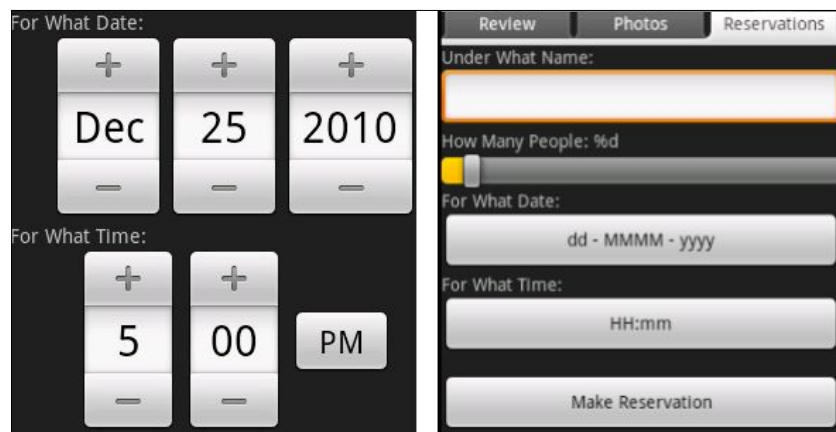 For What Date:
+ + +
Dec 25 2010
− − −
For What Time:
+ +
5 00 PM
− −
Review Photos Reservations
Under What Name:
How Many People: %d
For What Date:
dd - MMMM - yyyy
For What Time:
HH:mm
Make Reservation